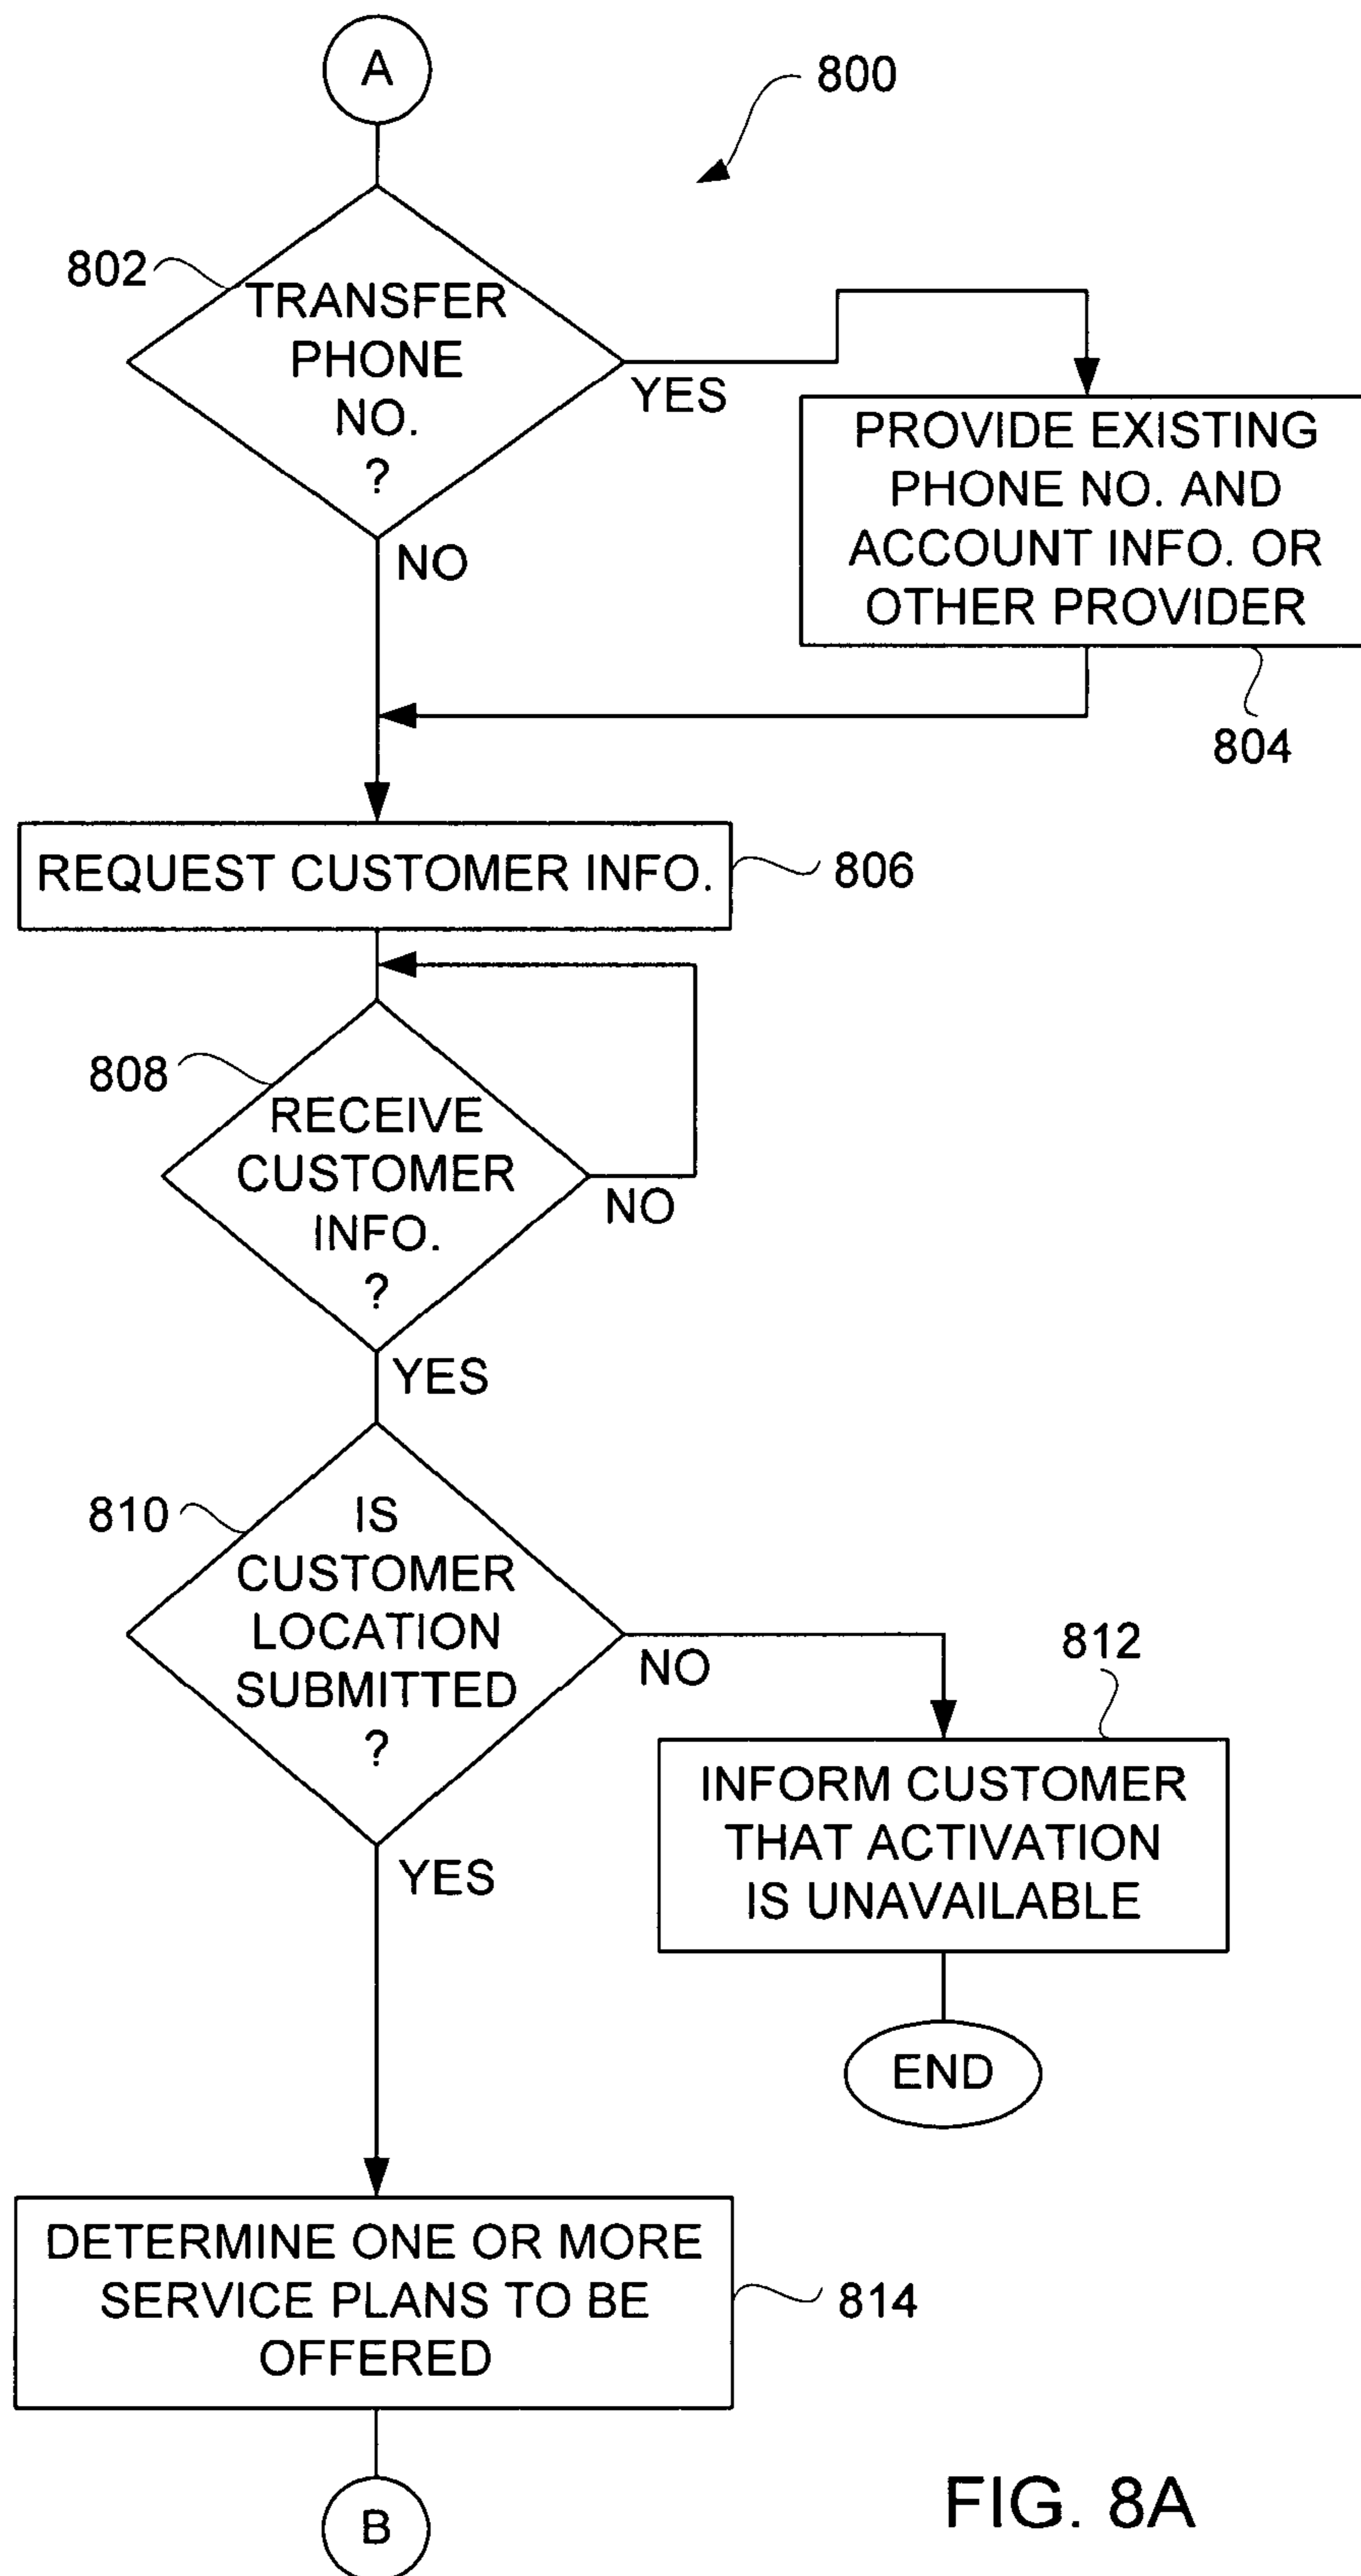 A
800
802
TRANSFER
PHONE
NO.
?
YES
NO
PROVIDE EXISTING
PHONE NO. AND
ACCOUNT INFO. OR
OTHER PROVIDER
804
REQUEST CUSTOMER INFO.
806
808
RECEIVE
CUSTOMER
INFO.
?
NO
YES
810
IS
CUSTOMER
LOCATION
SUBMITTED
?
NO
YES
812
INFORM CUSTOMER
THAT ACTIVATION
IS UNAVAILABLE
END
DETERMINE ONE OR MORE
SERVICE PLANS TO BE
OFFERED
814
B
FIG. 8A